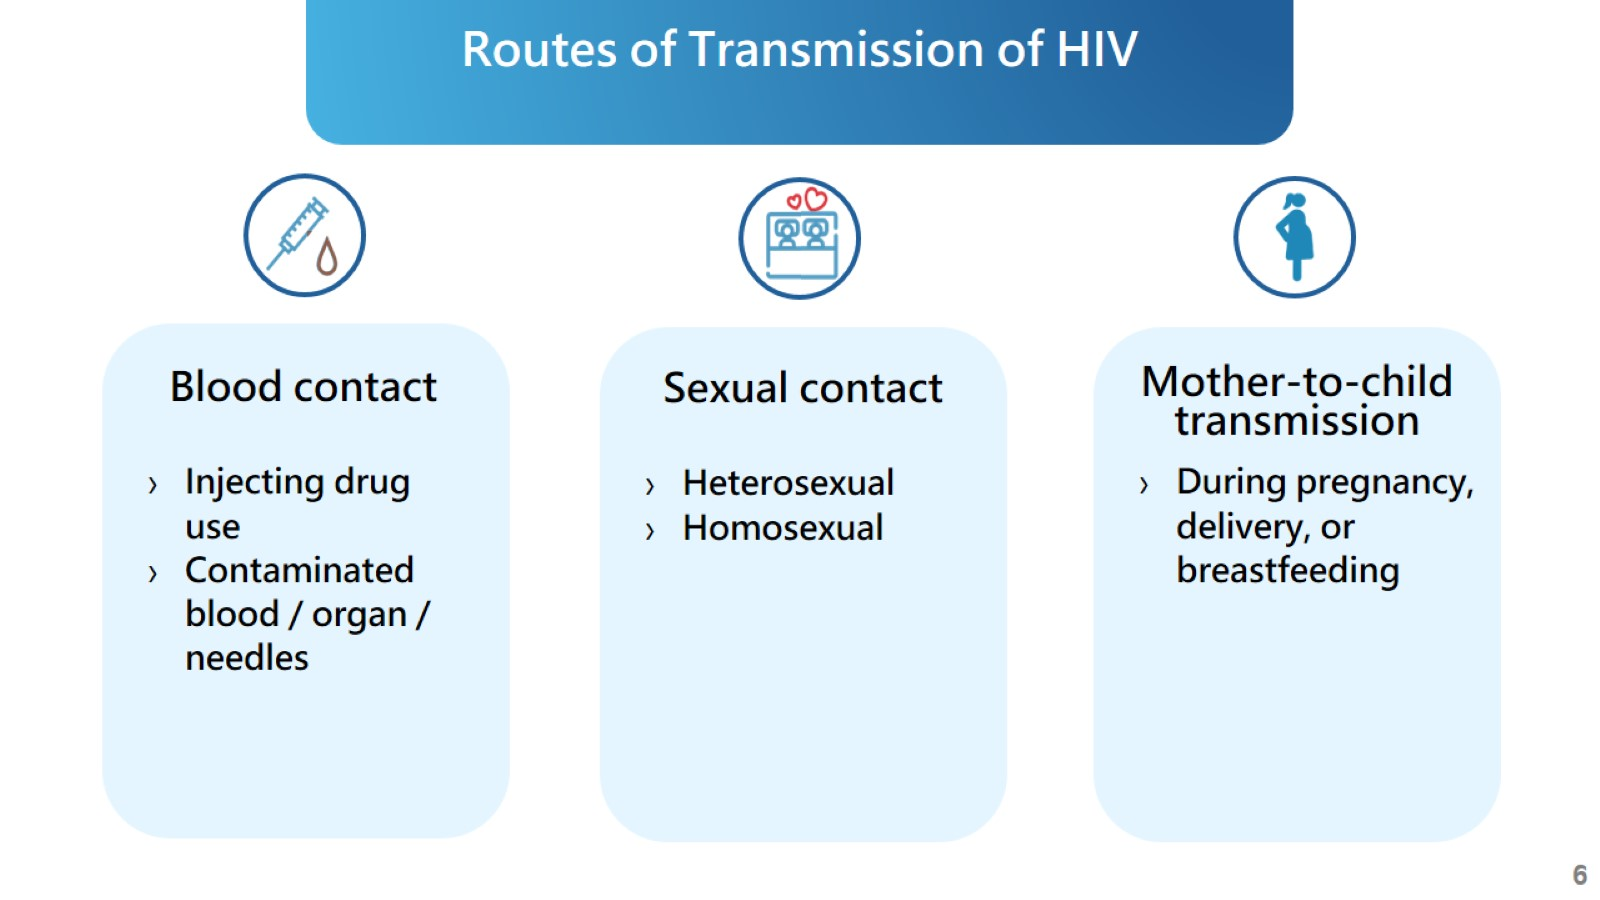 Routes of Transmission of HIV
Blood contact
› Injecting drug
use
› Contaminated
blood / organ /
needles
Sexual contact
› Heterosexual
› Homosexual
Mother-to-child
transmission
› During pregnancy,
delivery, or
breastfeeding
6